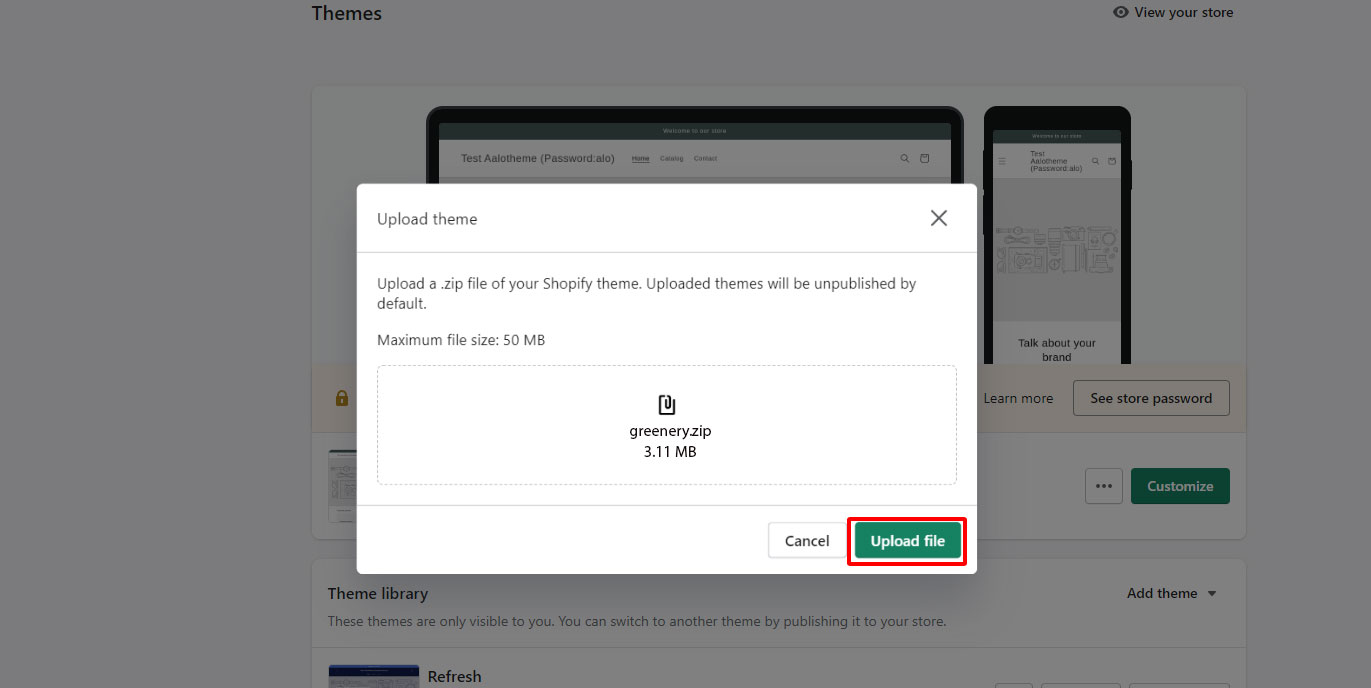 Themes
View your store
Welcome to our store
Test Aalotheme (Password:alo)
Home
Catalog
Contact
Welcome to our store
Test
Aalotheme
(Password:alo)
Talk about your
brand
Upload theme
Upload a .zip file of your Shopify theme. Uploaded themes will be unpublished by
default.
Maximum file size: 50 MB
greenery.zip
3.11 MB
Cancel
Upload file
Learn more
See store password
Customize
Theme library
Add theme
These themes are only visible to you. You can switch to another theme by publishing it to your store.
Refresh